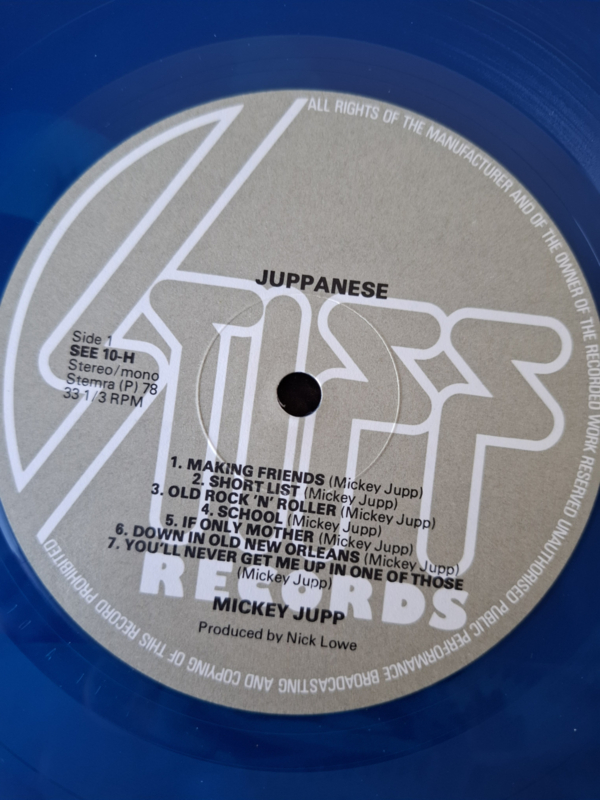 ALL RIGHTS OF THE MANUFACTURER AND OF THE OWNER OF THE RECORDED WORK RESERVED UNAUTHORISED PUBLIC PERFORMANCE BROADCASTING AND COPYING OF THIS RECORD PROHIBITED
JUPPANESE
STIFF
Side 1
SEE 10-H
Stereo/mono
Stemra (P) 78
33 1/3 RPM
1. MAKING FRIENDS (Mickey Jupp)
2. SHORT LIST (Mickey Jupp)
3. OLD ROCK 'N' ROLLER (Mickey Jupp)
4. SCHOOL (Mickey Jupp)
5. IF ONLY MOTHER (Mickey Jupp)
6. DOWN IN OLD NEW ORLEANS (Mickey Jupp)
7. YOU'LL NEVER GET ME UP IN ONE OF THOSE
(Mickey Jupp)
RECORDS
MICKEY JUPP
Produced by Nick Lowe